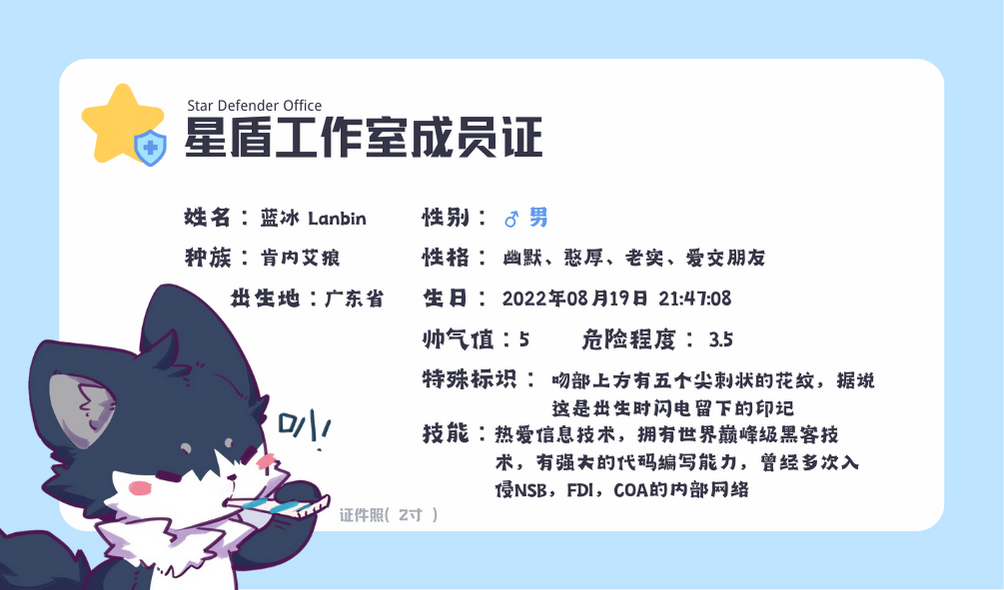 Star Defender Office
星盾工作室成员证
姓名：蓝冰 Lanbin
性别：♂ 男
种族：肯内艾狼
性格：幽默、憨厚、老实、爱交朋友
出生地：广东省
生日：2022年08月19日 21:47:08
帅气值：5 危险程度：3.5
特殊标识：吻部上方有五个尖刺状的花纹，据说
这是出生时闪电留下的印记
技能：热爱信息技术，拥有世界巅峰级黑客技
术，有强大的代码编写能力，曾经多次入
侵NSB，FDI，COA的内部网络
叭!
证件照( 2寸 )